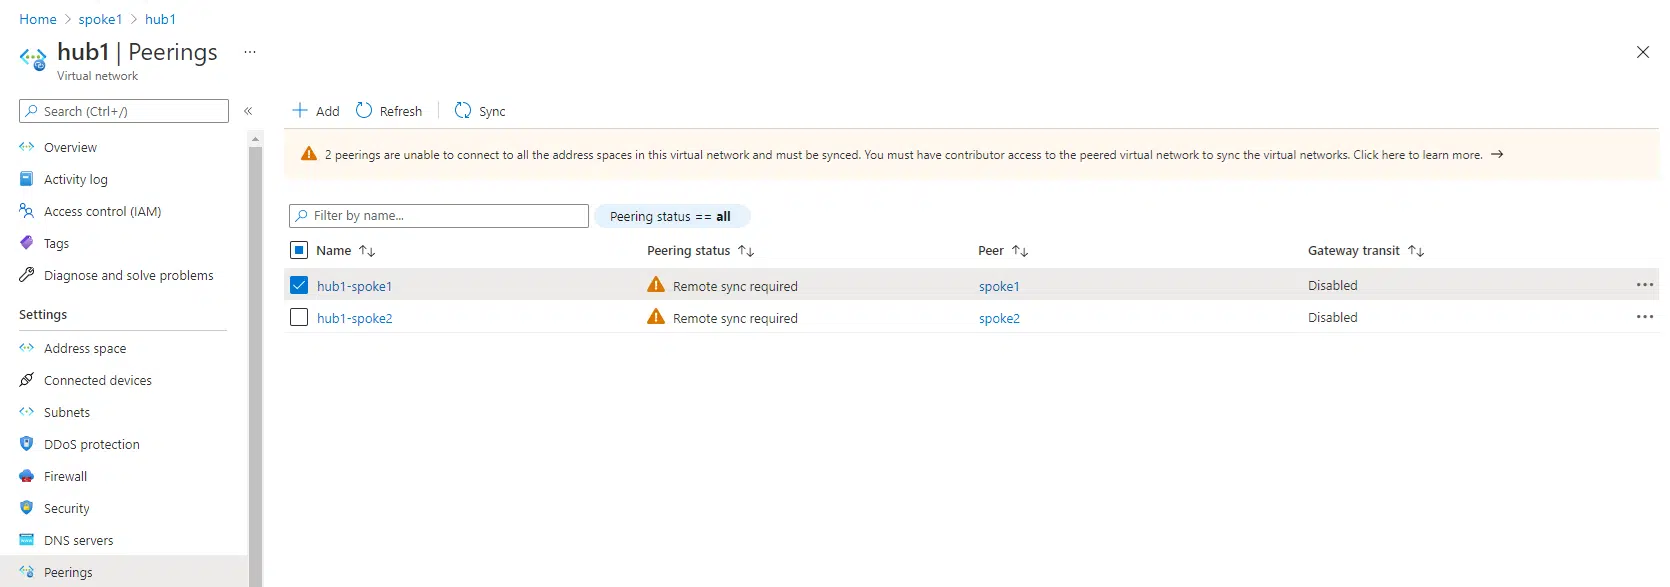 Home > spoke1 > hub1
hub1 | Peerings ...
Virtual network
Search (Ctrl+/) «
Overview
Activity log
Access control (IAM)
Tags
Diagnose and solve problems
Settings
Address space
Connected devices
Subnets
DDoS protection
Firewall
Security
DNS servers
Peerings
Add Refresh Sync
2 peerings are unable to connect to all the address spaces in this virtual network and must be synced. You must have contributor access to the peered virtual network to sync the virtual networks. Click here to learn more. →
Filter by name... Peering status == all
Name ↑↓ Peering status ↑↓ Peer ↑↓ Gateway transit ↑↓
hub1-spoke1 Remote sync required spoke1 Disabled ...
hub1-spoke2 Remote sync required spoke2 Disabled ...